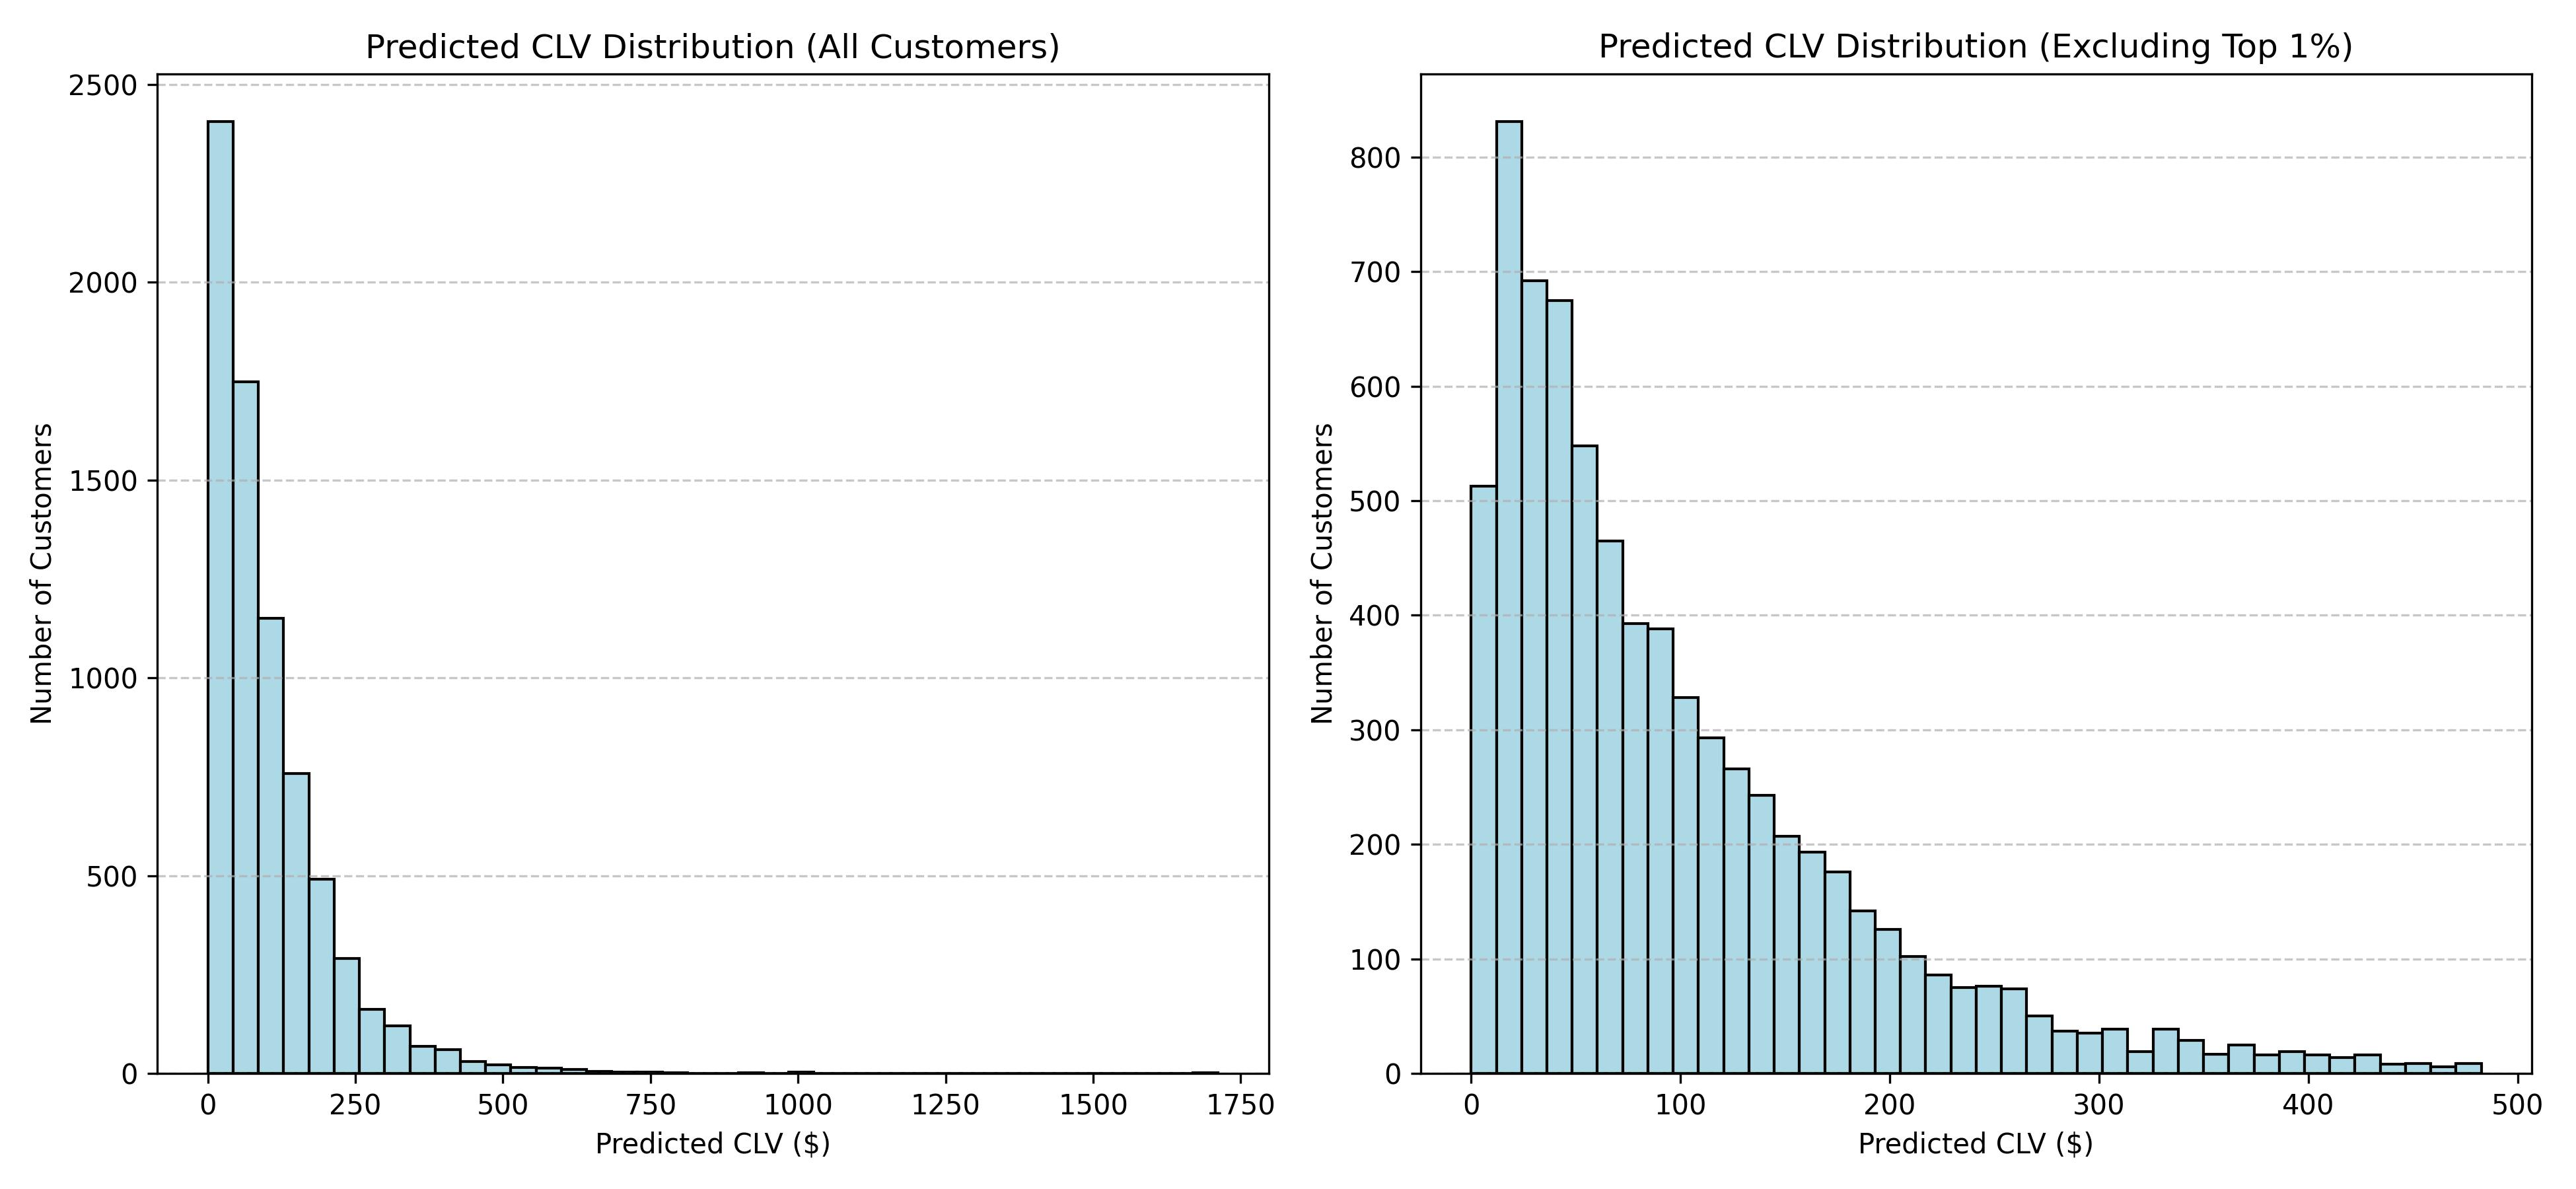 Predicted CLV Distribution (All Customers)
2500
2000
1500
1000
500
0
Number of Customers
0 250 500 750 1000 1250 1500 1750
Predicted CLV ($)
Predicted CLV Distribution (Excluding Top 1%)
800
700
600
500
400
300
200
100
0
Number of Customers
0 100 200 300 400 500
Predicted CLV ($)